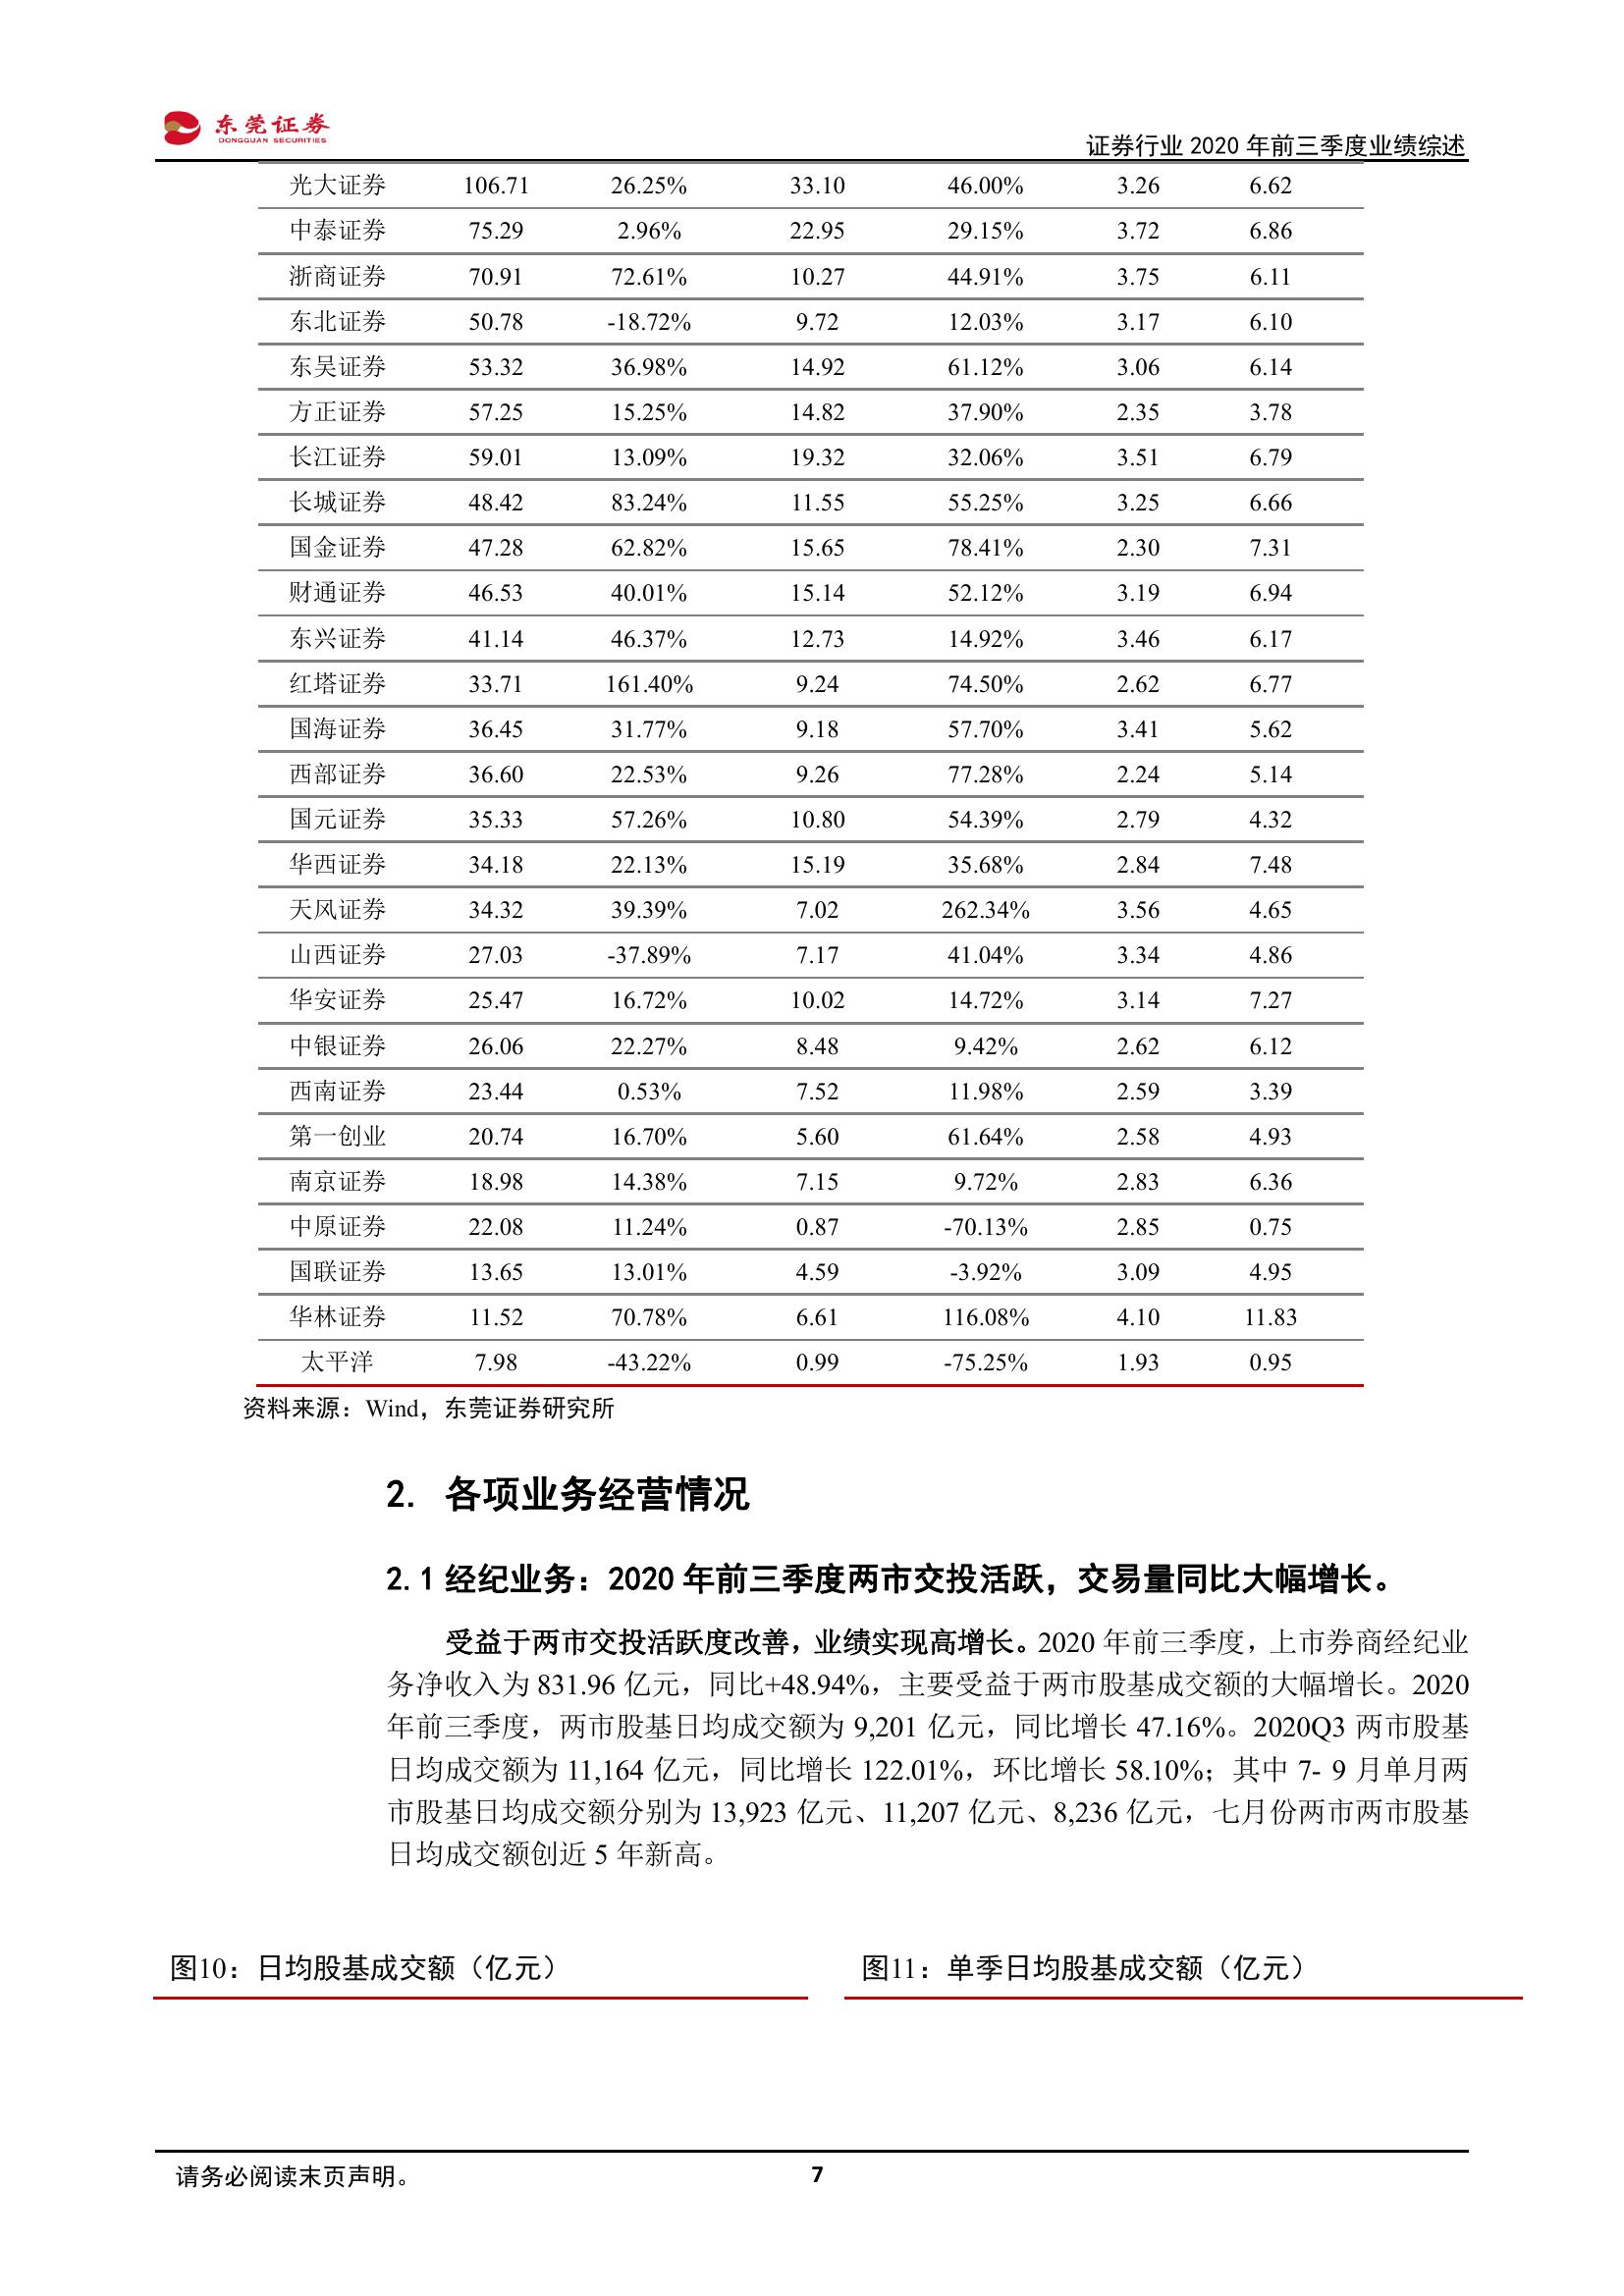 东莞证券
DONGGUAN SECURITIES
证券行业 2020 年前三季度业绩综述
光大证券 106.71 26.25% 33.10 46.00% 3.26 6.62
中泰证券 75.29 2.96% 22.95 29.15% 3.72 6.86
浙商证券 70.91 72.61% 10.27 44.91% 3.75 6.11
东北证券 50.78 -18.72% 9.72 12.03% 3.17 6.10
东吴证券 53.32 36.98% 14.92 61.12% 3.06 6.14
方正证券 57.25 15.25% 14.82 37.90% 2.35 3.78
长江证券 59.01 13.09% 19.32 32.06% 3.51 6.79
长城证券 48.42 83.24% 11.55 55.25% 3.25 6.66
国金证券 47.28 62.82% 15.65 78.41% 2.30 7.31
财通证券 46.53 40.01% 15.14 52.12% 3.19 6.94
东兴证券 41.14 46.37% 12.73 14.92% 3.46 6.17
红塔证券 33.71 161.40% 9.24 74.50% 2.62 6.77
国海证券 36.45 31.77% 9.18 57.70% 3.41 5.62
西部证券 36.60 22.53% 9.26 77.28% 2.24 5.14
国元证券 35.33 57.26% 10.80 54.39% 2.79 4.32
华西证券 34.18 22.13% 15.19 35.68% 2.84 7.48
天风证券 34.32 39.39% 7.02 262.34% 3.56 4.65
山西证券 27.03 -37.89% 7.17 41.04% 3.34 4.86
华安证券 25.47 16.72% 10.02 14.72% 3.14 7.27
中银证券 26.06 22.27% 8.48 9.42% 2.62 6.12
西南证券 23.44 0.53% 7.52 11.98% 2.59 3.39
第一创业 20.74 16.70% 5.60 61.64% 2.58 4.93
南京证券 18.98 14.38% 7.15 9.72% 2.83 6.36
中原证券 22.08 11.24% 0.87 -70.13% 2.85 0.75
国联证券 13.65 13.01% 4.59 -3.92% 3.09 4.95
华林证券 11.52 70.78% 6.61 116.08% 4.10 11.83
太平洋 7.98 -43.22% 0.99 -75.25% 1.93 0.95
资料来源：Wind，东莞证券研究所
2. 各项业务经营情况
2.1 经纪业务：2020 年前三季度两市交投活跃，交易量同比大幅增长。
受益于两市交投活跃度改善，业绩实现高增长。2020 年前三季度，上市券商经纪业
务净收入为 831.96 亿元，同比+48.94%，主要受益于两市股基成交额的大幅增长。2020
年前三季度，两市股基日均成交额为 9,201 亿元，同比增长 47.16%。2020Q3 两市股基
日均成交额为 11,164 亿元，同比增长 122.01%，环比增长 58.10%；其中 7- 9 月单月两
市股基日均成交额分别为 13,923 亿元、11,207 亿元、8,236 亿元，七月份两市两市股基
日均成交额创近 5 年新高。
图10：日均股基成交额（亿元）
图11：单季日均股基成交额（亿元）
请务必阅读末页声明。
7